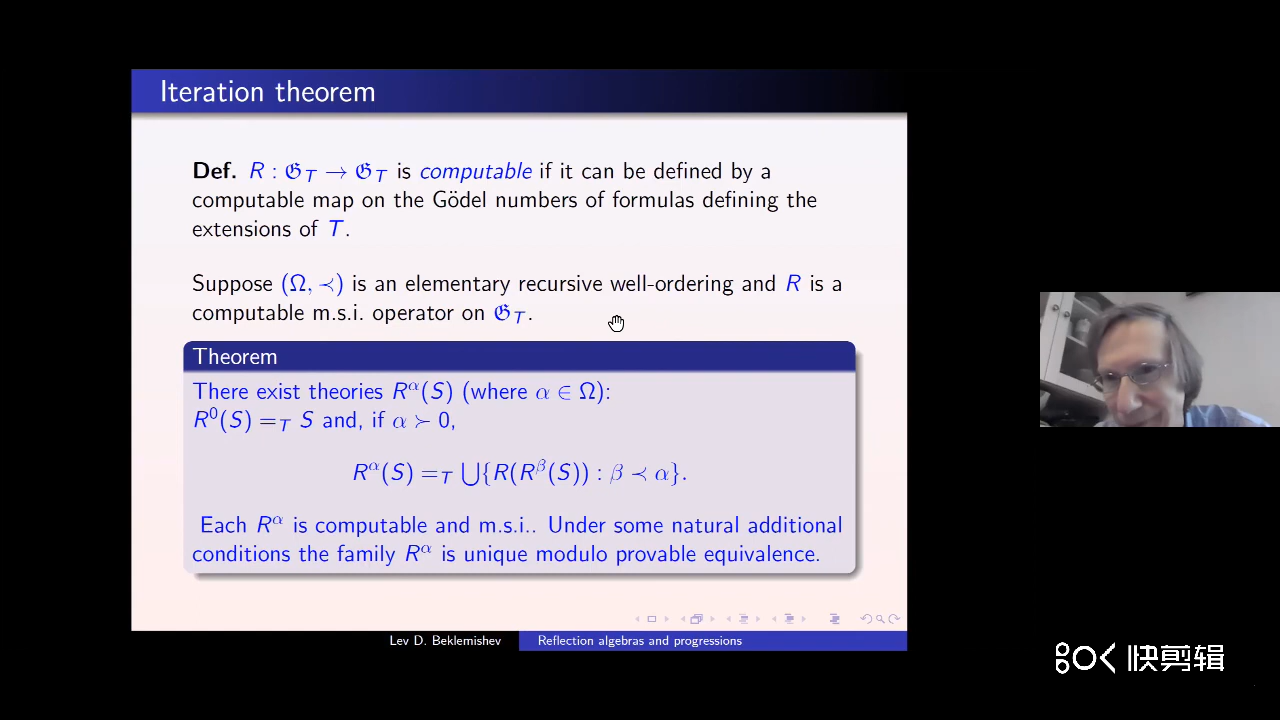 Iteration theorem
Def. R : 𝔊_T → 𝔊_T is computable if it can be defined by a
computable map on the Gödel numbers of formulas defining the
extensions of T.
Suppose (Ω, ≺) is an elementary recursive well-ordering and R is a
computable m.s.i. operator on 𝔊_T.
Theorem
There exist theories R^α(S) (where α ∈ Ω):
R^0(S) =_T S and, if α ≻ 0,
R^α(S) =_T ⋃{R(R^β(S)) : β ≺ α}.
Each R^α is computable and m.s.i.. Under some natural additional
conditions the family R^α is unique modulo provable equivalence.
Lev D. Beklemishev
Reflection algebras and progressions
快剪辑